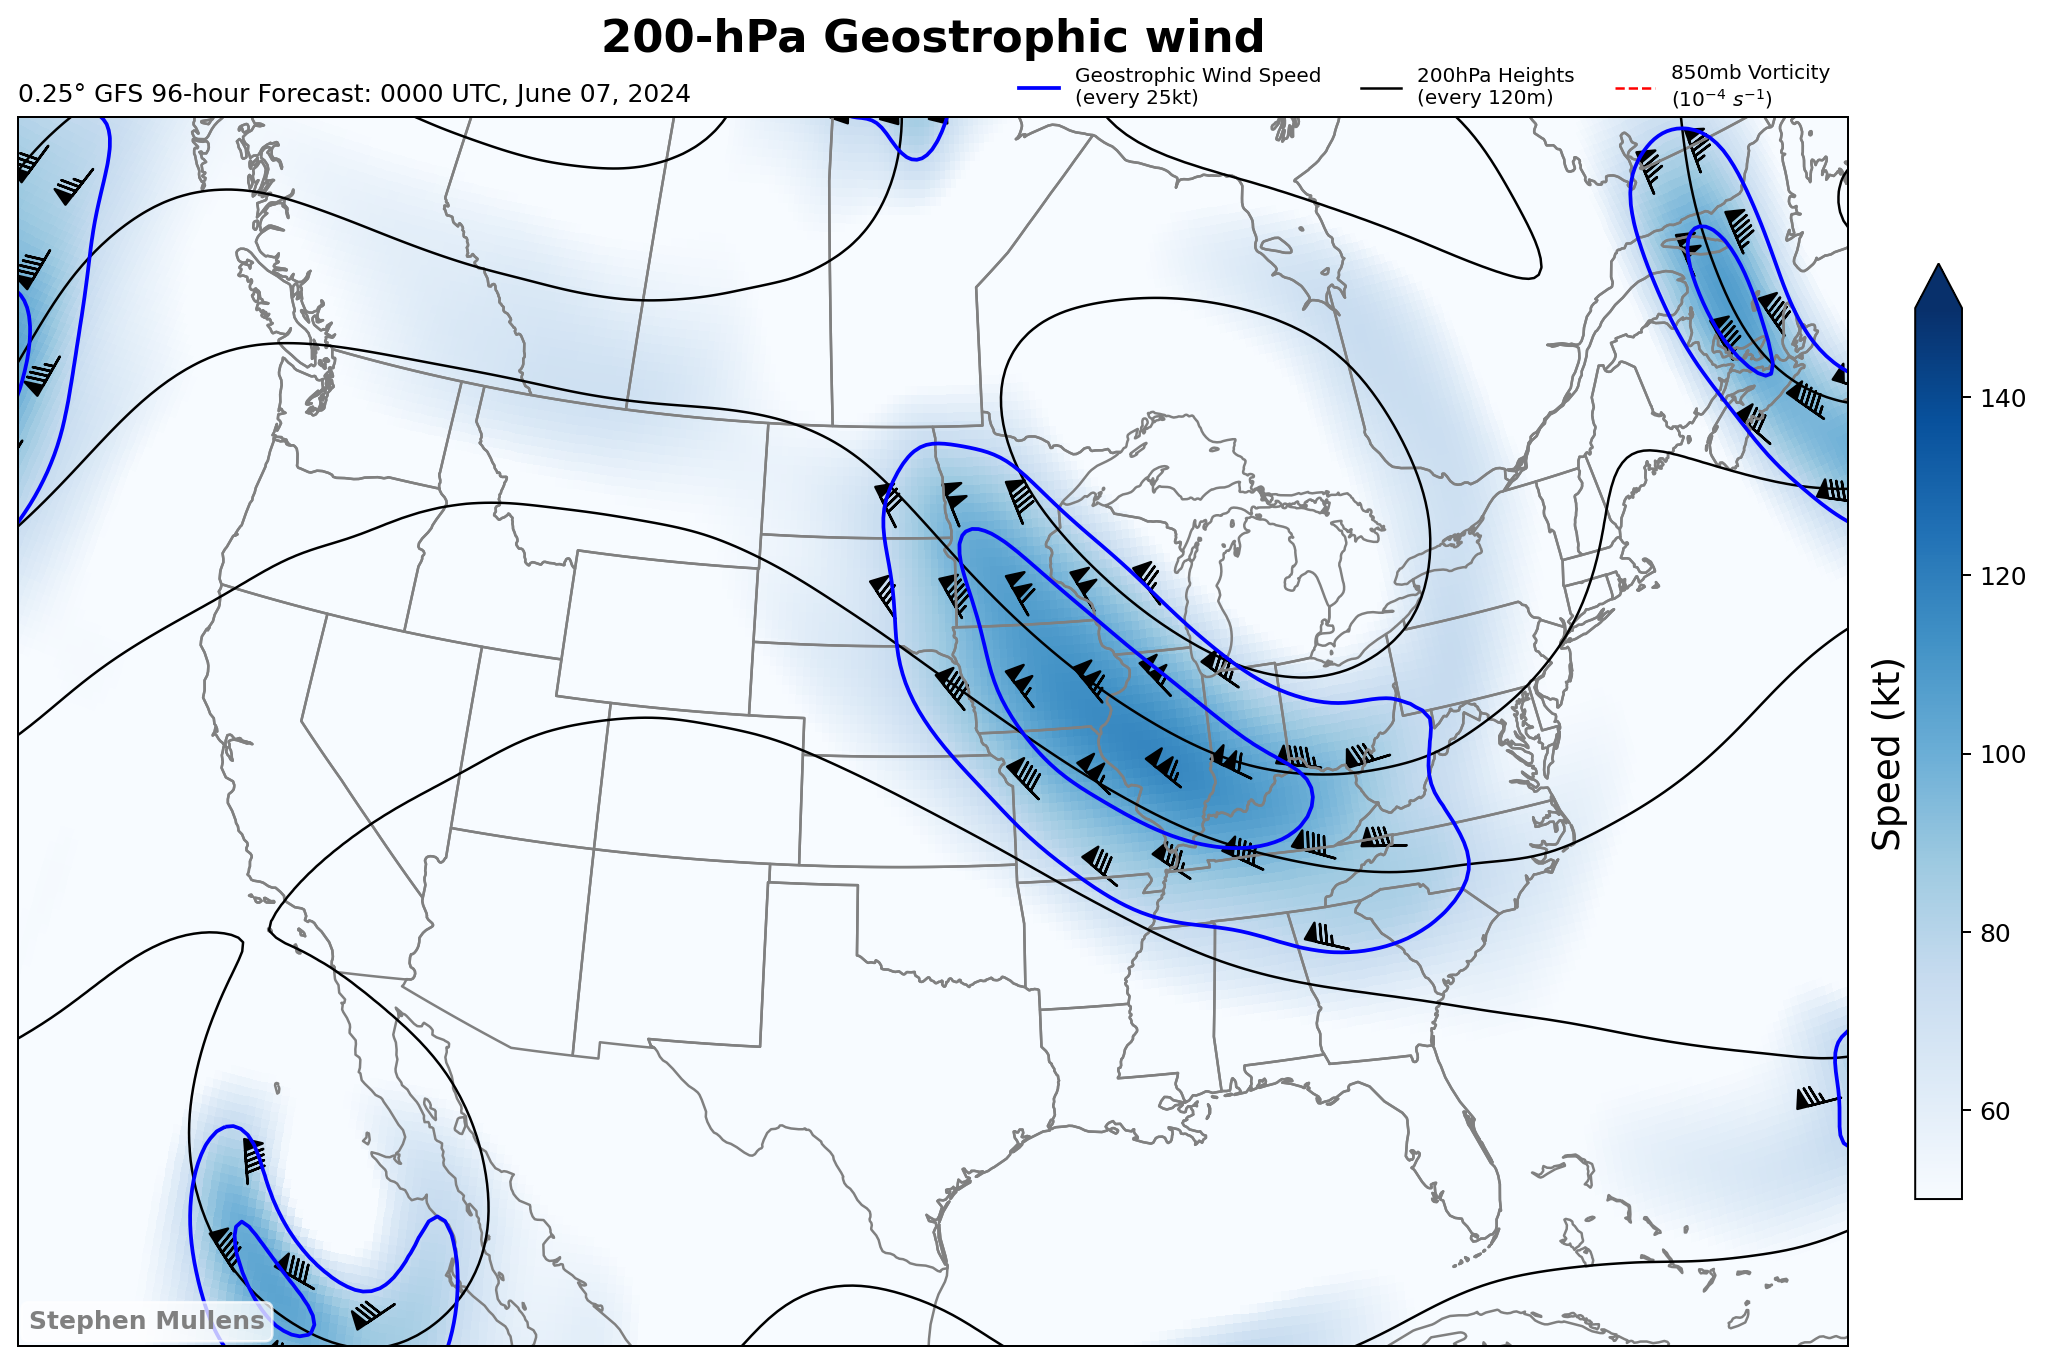 200-hPa Geostrophic wind
0.25° GFS 96-hour Forecast: 0000 UTC, June 07, 2024
Geostrophic Wind Speed
(every 25kt)
200hPa Heights
(every 120m)
850mb Vorticity
(10⁻⁴ s⁻¹)
140
120
100
80
60
Speed (kt)
Stephen Mullens